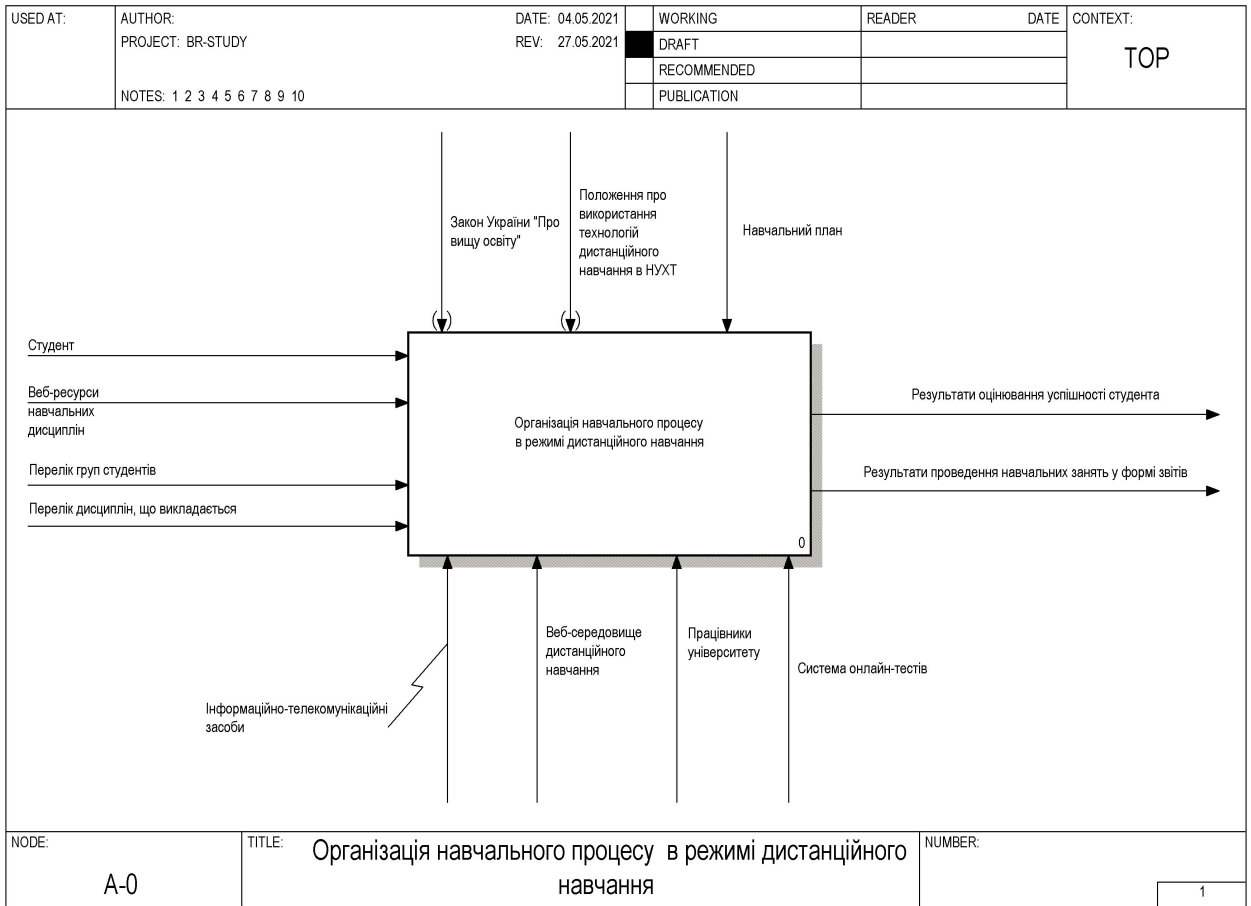 USED AT:
AUTHOR:
DATE: 04.05.2021
WORKING
READER
DATE
CONTEXT:
PROJECT: BR-STUDY
REV: 27.05.2021
DRAFT
TOP
RECOMMENDED
NOTES: 1 2 3 4 5 6 7 8 9 10
PUBLICATION
Закон України "Про
вищу освіту"
Положення про
використання
технологій
дистанційного
навчання в НУХТ
Навчальний план
Студент
Веб-ресурси
навчальних
дисциплін
Перелік груп студентів
Перелік дисциплін, що викладається
Організація навчального процесу
в режимі дистанційного навчання
0
Результати оцінювання успішності студента
Результати проведення навчальних занять у формі звітів
Інформаційно-телекомунікаційні
засоби
Веб-середовище
дистанційного
навчання
Працівники
університету
Система онлайн-тестів
NODE:
A-0
TITLE:
Організація навчального процесу в режимі дистанційного
навчання
NUMBER:
1